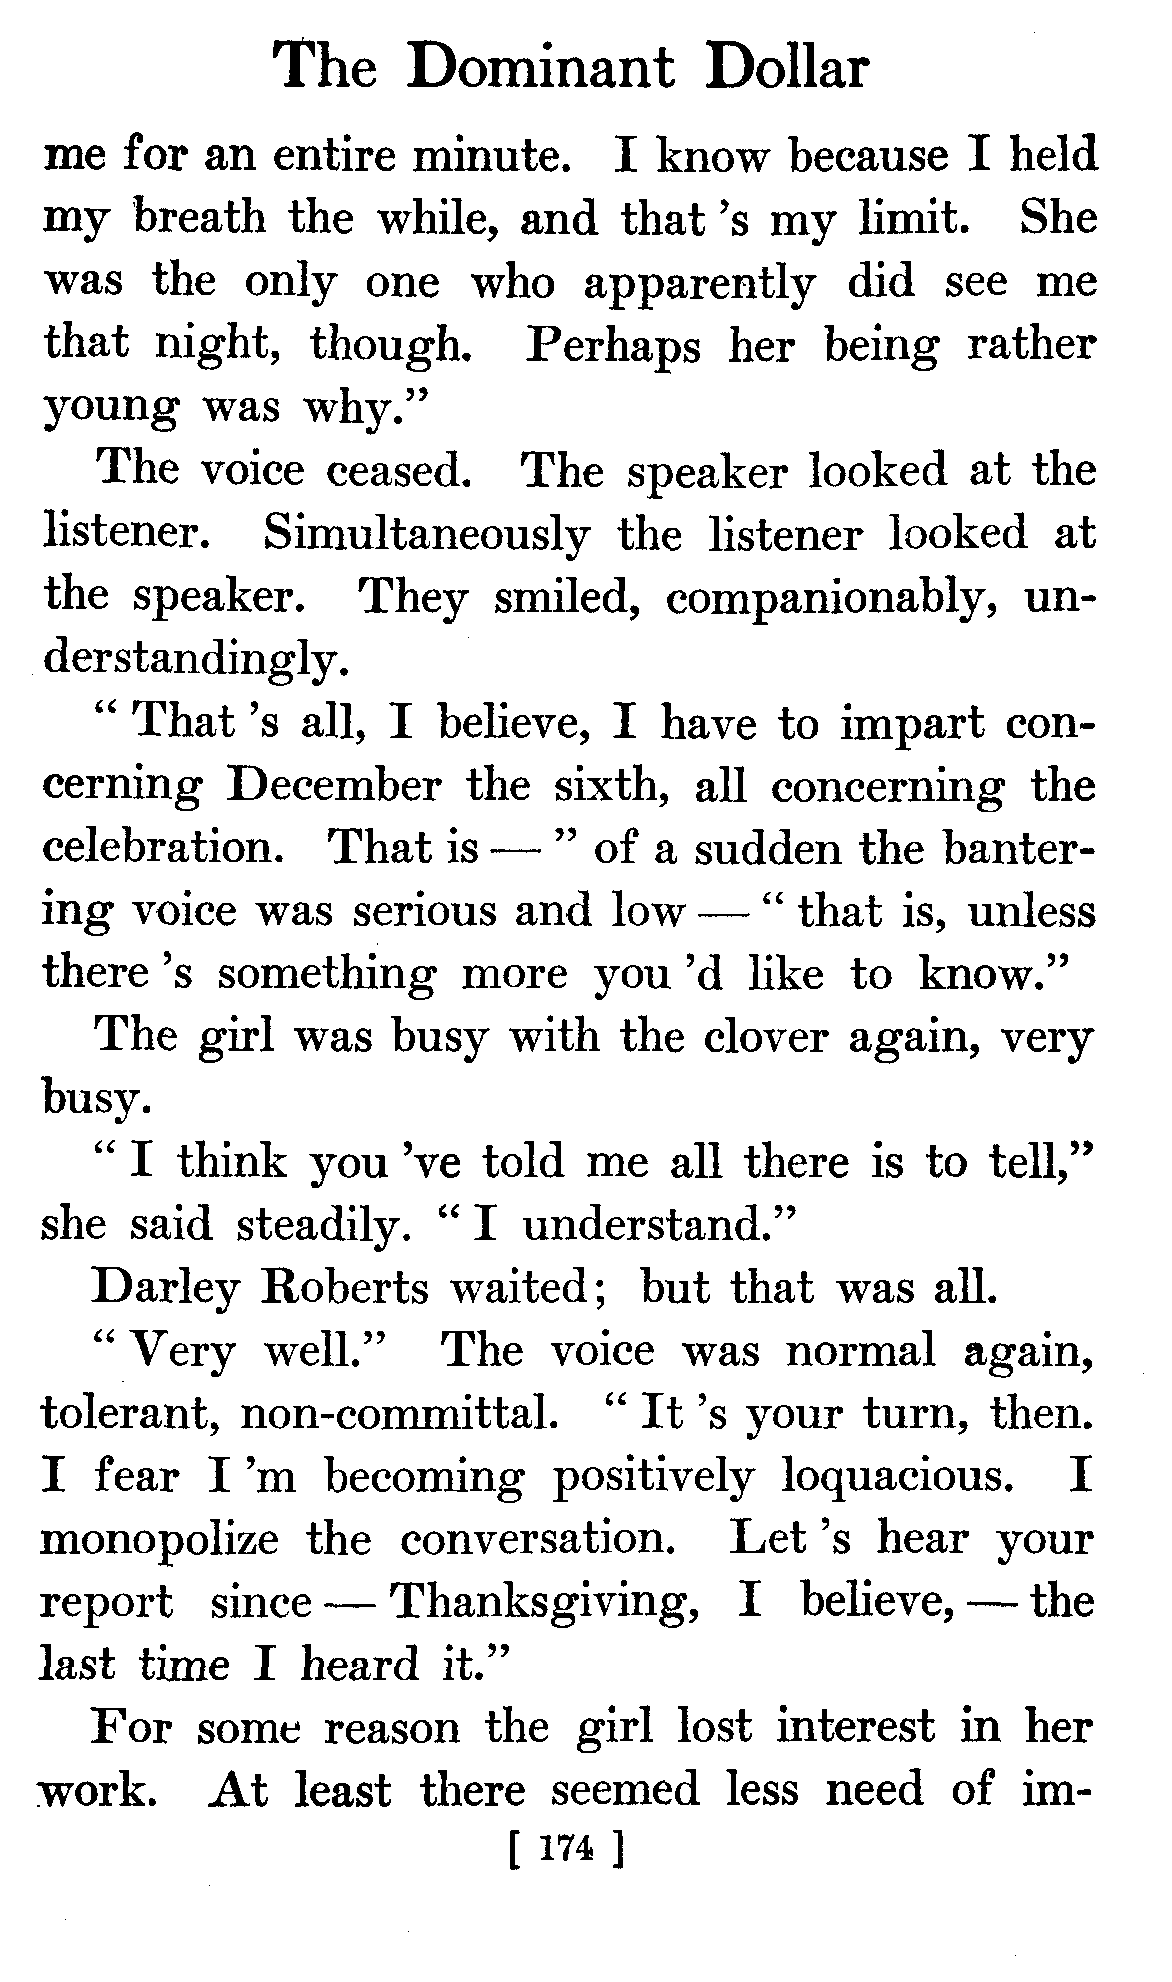 The Dominant Dollar
me for an entire minute. I know because I held
my breath the while, and that 's my limit. She
was the only one who apparently did see me
that night, though. Perhaps her being rather
young was why.”
The voice ceased. The speaker looked at the
listener. Simultaneously the listener looked at
the speaker. They smiled, companionably, un-
derstandingly.
“ That 's all, I believe, I have to impart con-
cerning December the sixth, all concerning the
celebration. That is — ” of a sudden the banter-
ing voice was serious and low — “ that is, unless
there 's something more you 'd like to know.”
The girl was busy with the clover again, very
busy.
“ I think you 've told me all there is to tell,”
she said steadily. “ I understand.”
Darley Roberts waited; but that was all.
“ Very well.” The voice was normal again,
tolerant, non-committal. “ It 's your turn, then.
I fear I 'm becoming positively loquacious. I
monopolize the conversation. Let 's hear your
report since — Thanksgiving, I believe, — the
last time I heard it.”
For some reason the girl lost interest in her
work. At least there seemed less need of im-
[ 174 ]